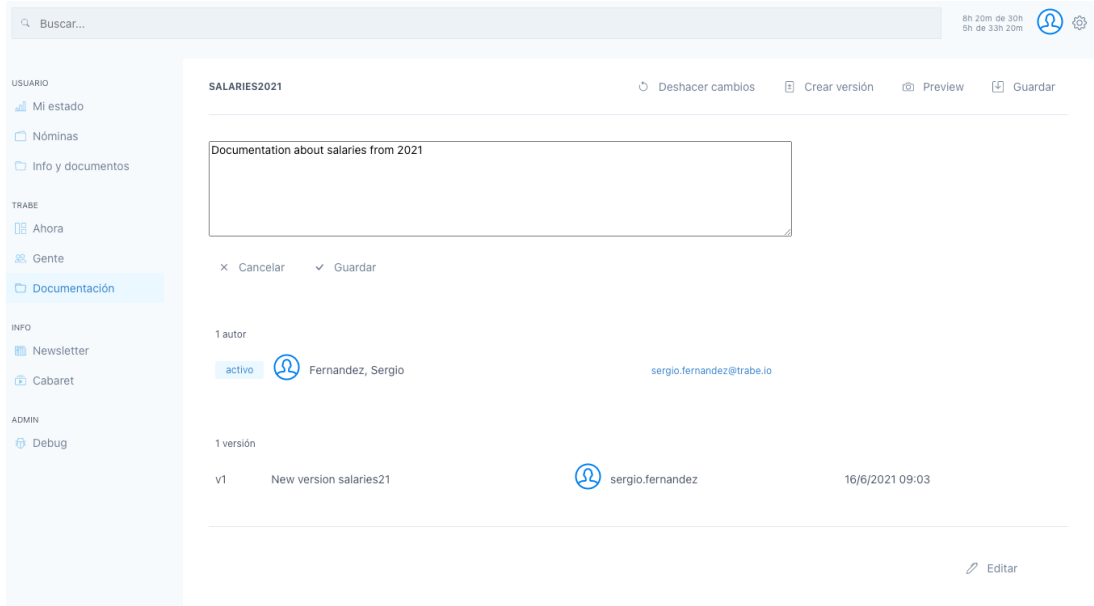 Buscar...
8h 20m de 30h
5h de 33h 20m
USUARIO
Mi estado
Nóminas
Info y documentos
TRABE
Ahora
Gente
Documentación
INFO
Newsletter
Cabaret
ADMIN
Debug
SALARIES2021
Deshacer cambios
Crear versión
Preview
Guardar
Documentation about salaries from 2021
Cancelar
Guardar
1 autor
activo
Fernandez, Sergio
sergio.fernandez@trabe.io
1 versión
v1
New version salaries21
sergio.fernandez
16/6/2021 09:03
Editar